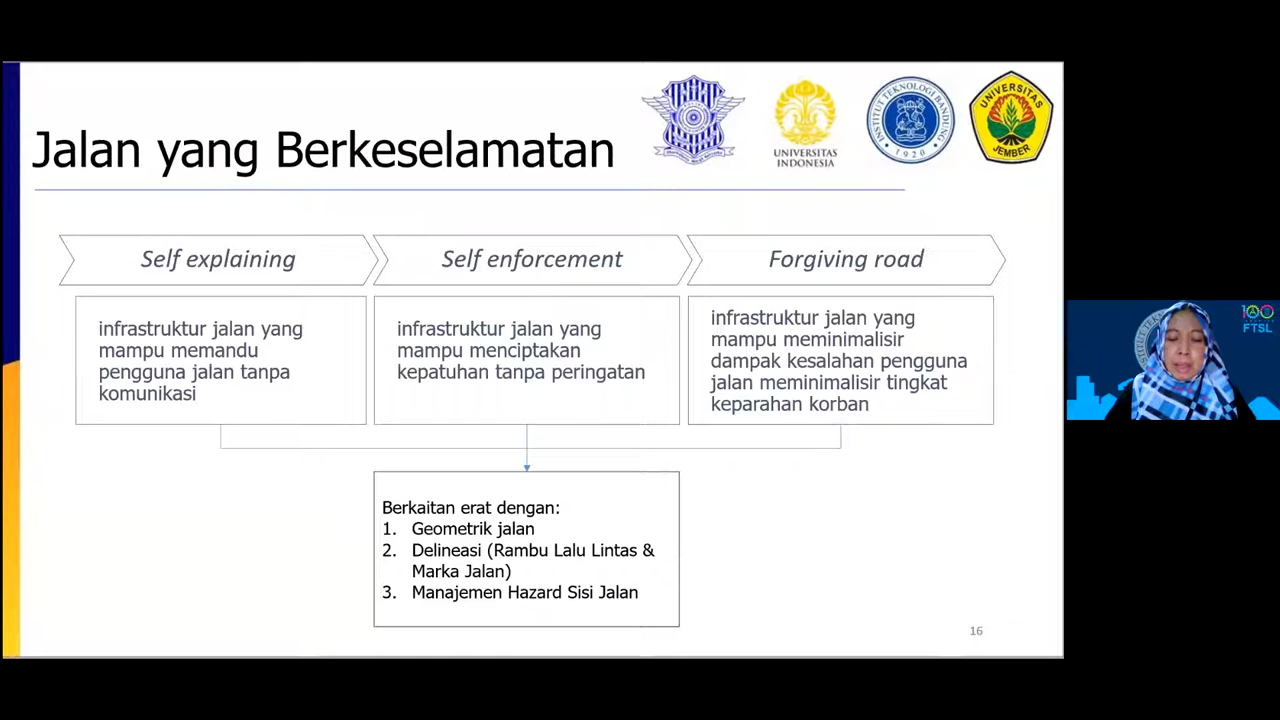 Jalan yang Berkeselamatan
UNIVERSITAS
INDONESIA
INSTITUT TEKNOLOGI BANDUNG
1920
UNIVERSITAS
JEMBER
Self explaining
Self enforcement
Forgiving road
infrastruktur jalan yang
mampu memandu
pengguna jalan tanpa
komunikasi
infrastruktur jalan yang
mampu menciptakan
kepatuhan tanpa peringatan
infrastruktur jalan yang
mampu meminimalisir
dampak kesalahan pengguna
jalan meminimalisir tingkat
keparahan korban
Berkaitan erat dengan:
1. Geometrik jalan
2. Delineasi (Rambu Lalu Lintas &
Marka Jalan)
3. Manajemen Hazard Sisi Jalan
16
100
FTSL